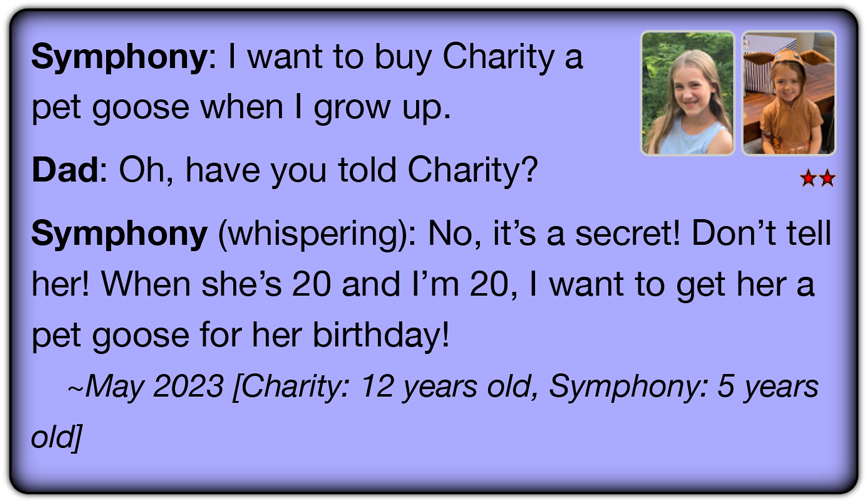 Symphony: I want to buy Charity a
pet goose when I grow up.
Dad: Oh, have you told Charity?
Symphony (whispering): No, it’s a secret! Don’t tell
her! When she’s 20 and I’m 20, I want to get her a
pet goose for her birthday!
~May 2023 [Charity: 12 years old, Symphony: 5 years
old]